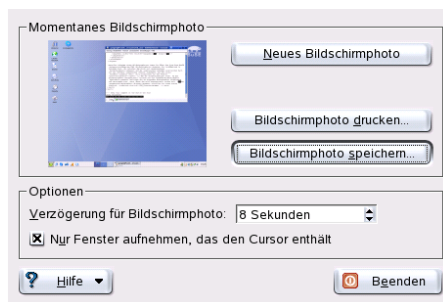 Momentanes Bildschirmphoto
Neues Bildschirmphoto
Bildschirmphoto drucken...
Bildschirmphoto speichern...
Optionen
Verzögerung für Bildschirmphoto: 8 Sekunden
Nur Fenster aufnehmen, das den Cursor enthält
Hilfe
Beenden